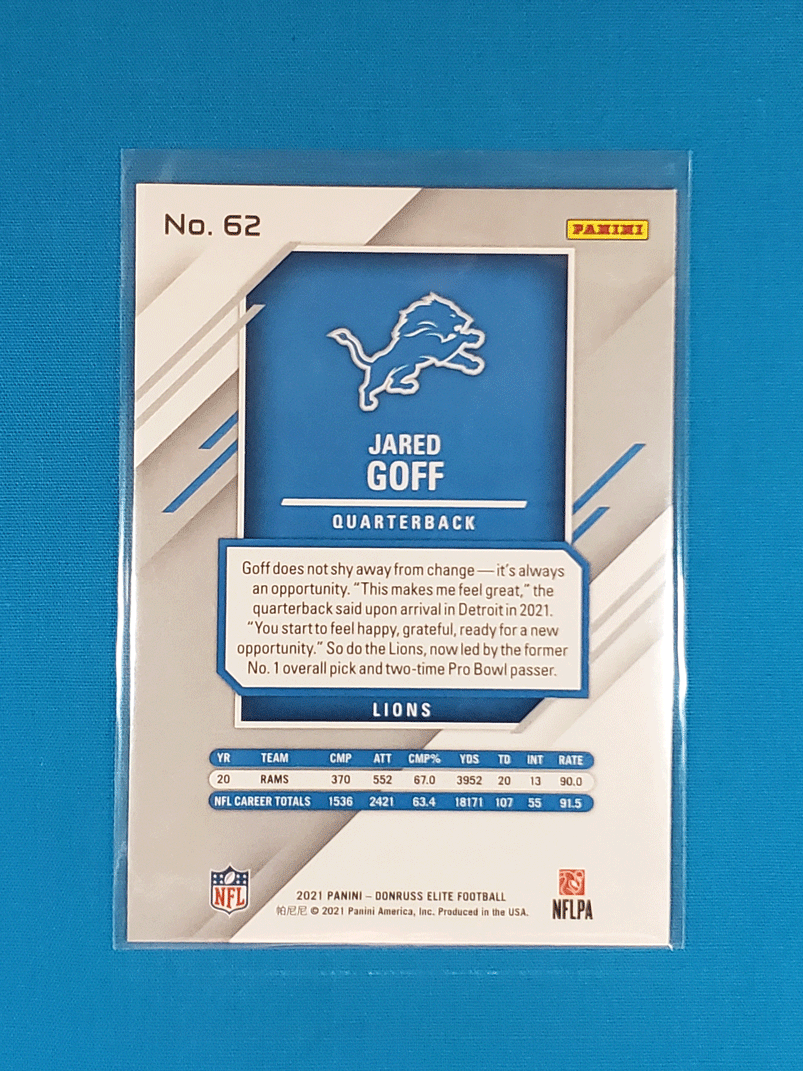 No. 62
PANINI
JARED
GOFF
QUARTERBACK
Goff does not shy away from change — it's always
an opportunity. "This makes me feel great," the
quarterback said upon arrival in Detroit in 2021.
"You start to feel happy, grateful, ready for a new
opportunity." So do the Lions, now led by the former
No. 1 overall pick and two-time Pro Bowl passer.
LIONS
YR TEAM CMP ATT CMP% YDS TD INT RATE
20 RAMS 370 552 67.0 3952 20 13 90.0
NFL CAREER TOTALS 1536 2421 63.4 18171 107 55 91.5
NFL
2021 PANINI – DONRUSS ELITE FOOTBALL
帕尼尼 © 2021 Panini America, Inc. Produced in the USA.
NFLPA